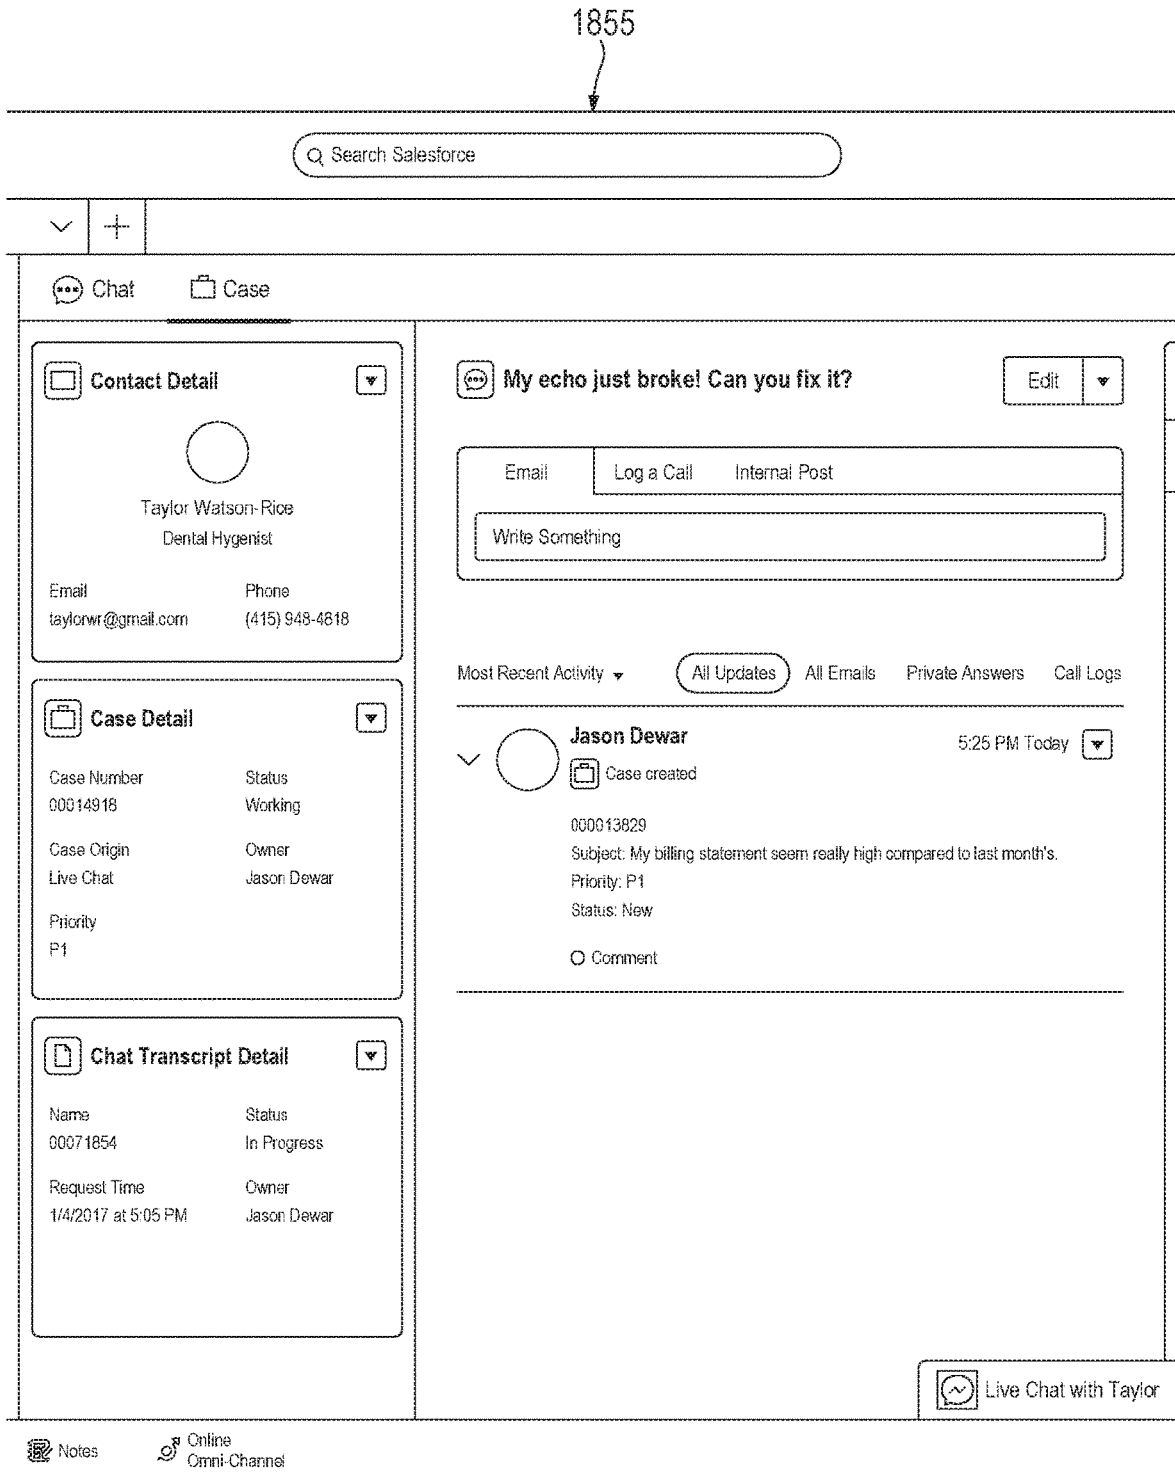 1855
Search Salesforce
Chat
Case
Contact Detail
Taylor Watson-Rice
Dental Hygenist
Email Phone
taylorwr@gmail.com (415) 948-4818
Case Detail
Case Number Status
00014918 Working
Case Origin Owner
Live Chat Jason Dewar
Priority
P1
Chat Transcript Detail
Name Status
00071854 In Progress
Request Time Owner
1/4/2017 at 5:05 PM Jason Dewar
My echo just broke! Can you fix it?
Edit
Email Log a Call Internal Post
Write Something
Most Recent Activity All Updates All Emails Private Answers Call Logs
Jason Dewar
5:25 PM Today
Case created
000013829
Subject: My billing statement seem really high compared to last month's.
Priority: P1
Status: New
Comment
Live Chat with Taylor
Notes
Online
Omni-Channel